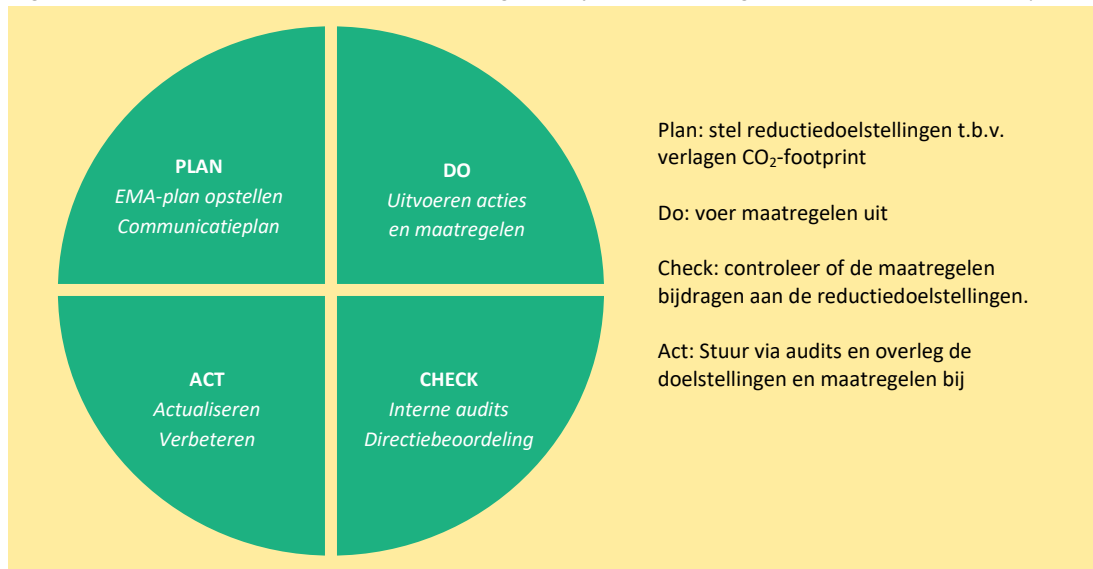 PLAN
EMA-plan opstellen
Communicatieplan
DO
Uitvoeren acties
en maatregelen
ACT
Actualiseren
Verbeteren
CHECK
Interne audits
Directiebeoordeling
Plan: stel reductiedoelstellingen t.b.v.
verlagen CO₂-footprint
Do: voer maatregelen uit
Check: controleer of de maatregelen
bijdragen aan de reductiedoelstellingen.
Act: Stuur via audits en overleg de
doelstellingen en maatregelen bij